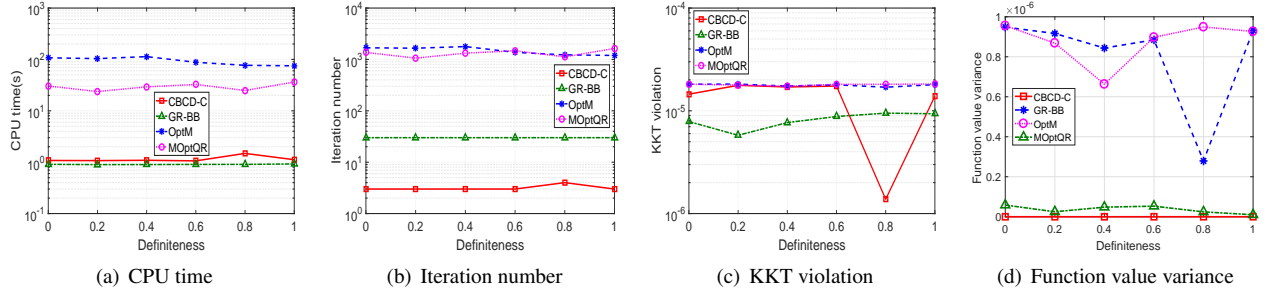 10^3
10^2
10^1
10^0
10^-1
CPU time(s)
CBCD-C
GR-BB
OptM
MOptQR
0 0.2 0.4 0.6 0.8 1
Definiteness
(a) CPU time
10^4
10^3
10^2
10^1
10^0
Iteration number
CBCD-C
GR-BB
OptM
MOptQR
0 0.2 0.4 0.6 0.8 1
Definiteness
(b) Iteration number
10^-4
10^-5
10^-6
KKT violation
CBCD-C
GR-BB
OptM
MOptQR
0 0.2 0.4 0.6 0.8 1
Definiteness
(c) KKT violation
×10^-6
1
0.8
0.6
0.4
0.2
0
Function value variance
CBCD-C
GR-BB
OptM
MOptQR
0 0.2 0.4 0.6 0.8 1
Definiteness
(d) Function value variance